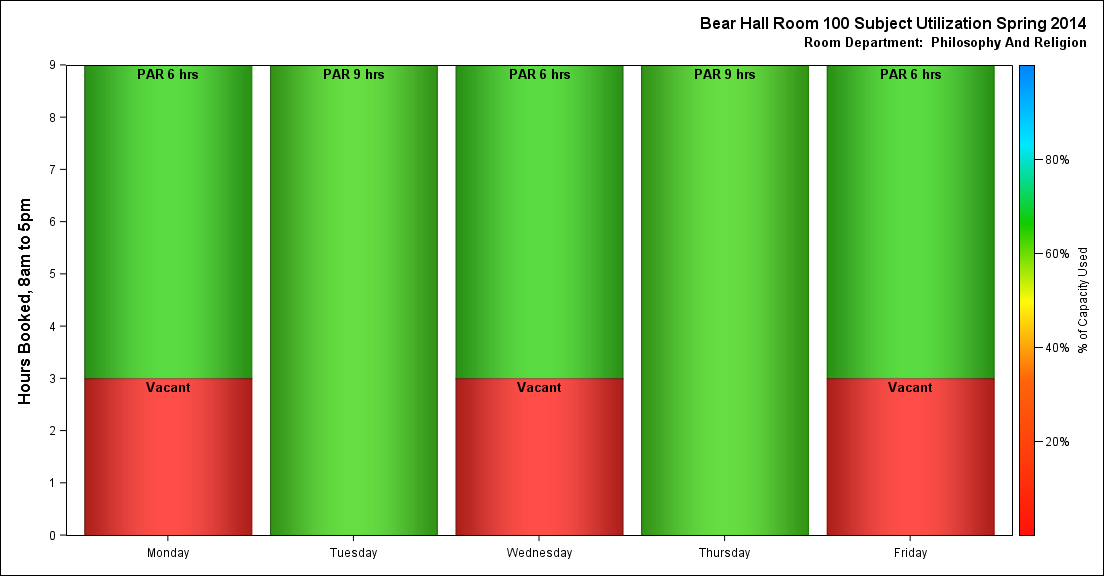 Bear Hall Room 100 Subject Utilization Spring 2014
Room Department:  Philosophy And Religion
Hours Booked, 8am to 5pm
9
8
7
6
5
4
3
2
1
0
PAR 6 hrs
PAR 9 hrs
PAR 6 hrs
PAR 9 hrs
PAR 6 hrs
Vacant
Vacant
Vacant
Monday
Tuesday
Wednesday
Thursday
Friday
80%
60%
40%
20%
% of Capacity Used